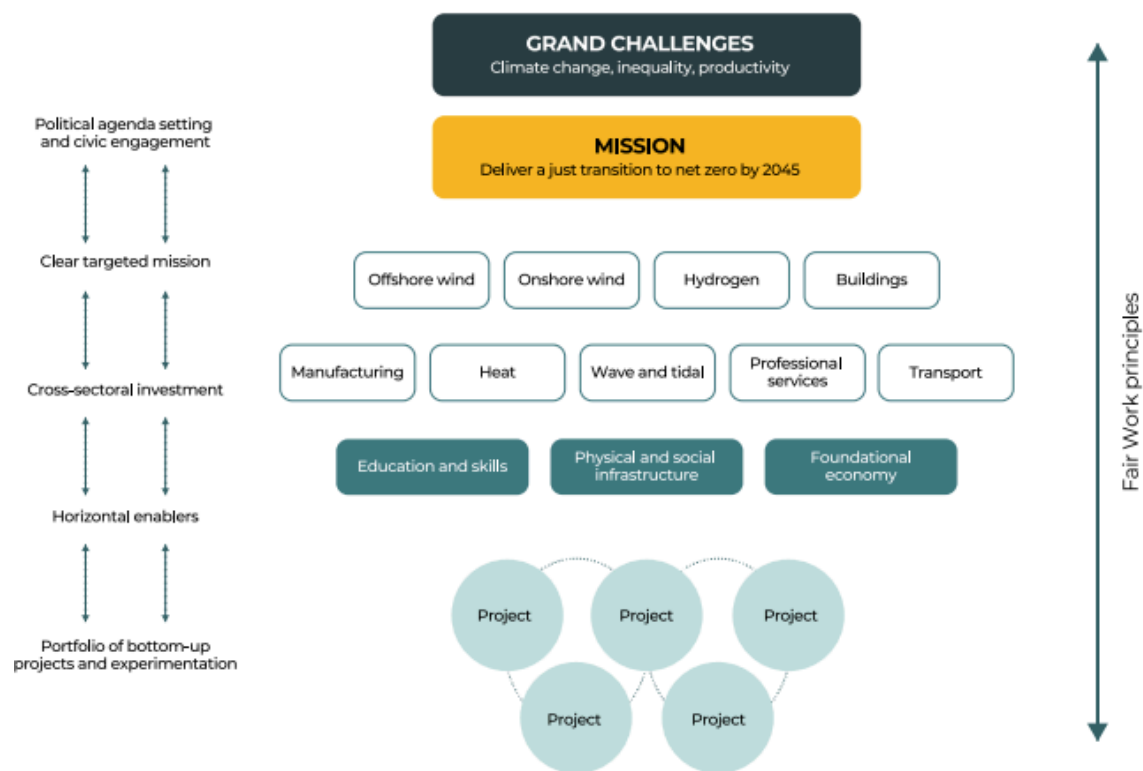 GRAND CHALLENGES
Climate change, inequality, productivity
Political agenda setting
and civic engagement
MISSION
Deliver a just transition to net zero by 2045
Clear targeted mission
Offshore wind
Onshore wind
Hydrogen
Buildings
Cross-sectoral investment
Manufacturing
Heat
Wave and tidal
Professional
services
Transport
Horizontal enablers
Education and skills
Physical and social
infrastructure
Foundational
economy
Portfolio of bottom-up
projects and experimentation
Project
Project
Project
Project
Project
Fair Work principles